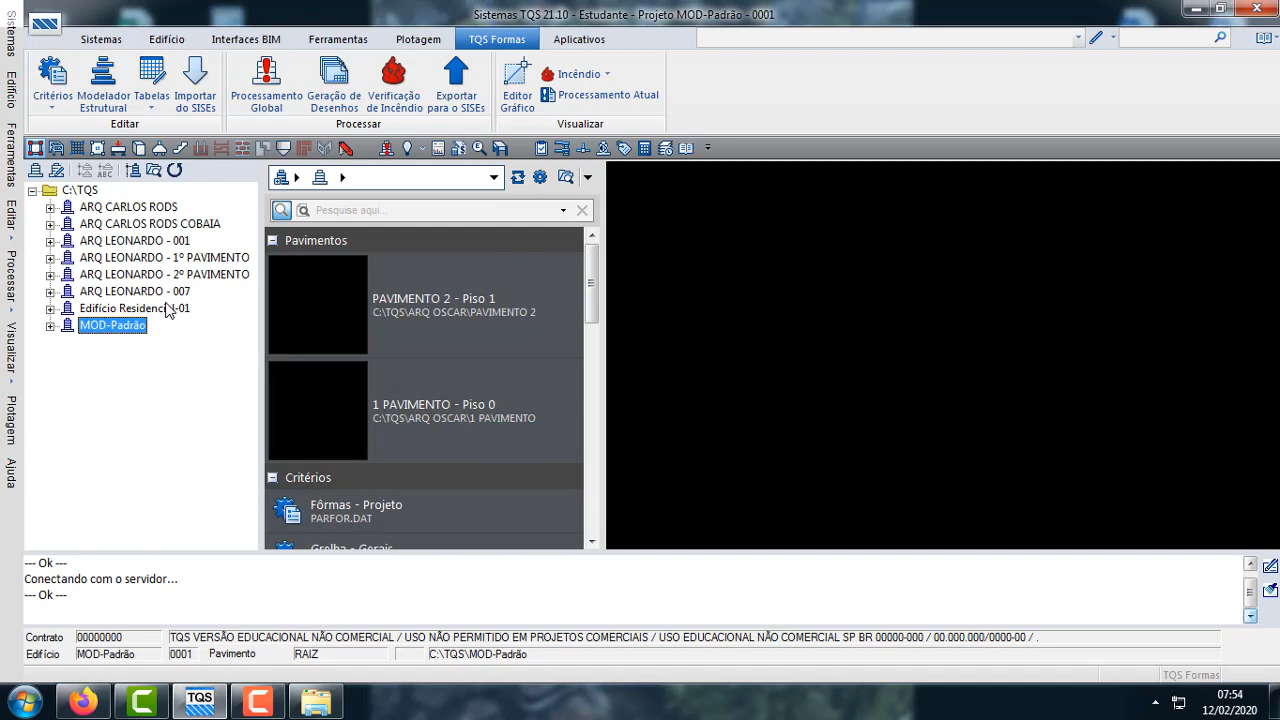 Sistemas TQS 21.10 - Estudante - Projeto MOD-Padrão - 0001
Sistemas
Edifício
Interfaces BIM
Ferramentas
Plotagem
TQS Formas
Aplicativos
Critérios
Modelador Estrutural
Tabelas
Importar do SISEs
Editar
Processamento Global
Geração de Desenhos
Verificação de Incêndio
Exportar para o SISEs
Processar
Editor Gráfico
Incêndio
Processamento Atual
Visualizar
Sistemas
Edifício
Ferramentas
Editar
Processar
Visualizar
Plotagem
Ajuda
C:\TQS
ARQ CARLOS RODS
ARQ CARLOS RODS COBAIA
ARQ LEONARDO - 001
ARQ LEONARDO - 1º PAVIMENTO
ARQ LEONARDO - 2º PAVIMENTO
ARQ LEONARDO - 007
Edifício Residencial-01
MOD-Padrão
Pesquise aqui...
Pavimentos
PAVIMENTO 2 - Piso 1
C:\TQS\ARQ OSCAR\PAVIMENTO 2
1 PAVIMENTO - Piso 0
C:\TQS\ARQ OSCAR\1 PAVIMENTO
Critérios
Fôrmas - Projeto
PARFOR.DAT
Grelha - Gerais
--- Ok ---
Conectando com o servidor...
--- Ok ---
Contrato 00000000 TQS VERSÃO EDUCACIONAL NÃO COMERCIAL / USO NÃO PERMITIDO EM PROJETOS COMERCIAIS / USO EDUCACIONAL NÃO COMERCIAL SP BR 00000-000 / 00.000.000/0000-00 / .
Edifício MOD-Padrão 0001 Pavimento RAIZ C:\TQS\MOD-Padrão
TQS Formas
TQS
07:54
12/02/2020